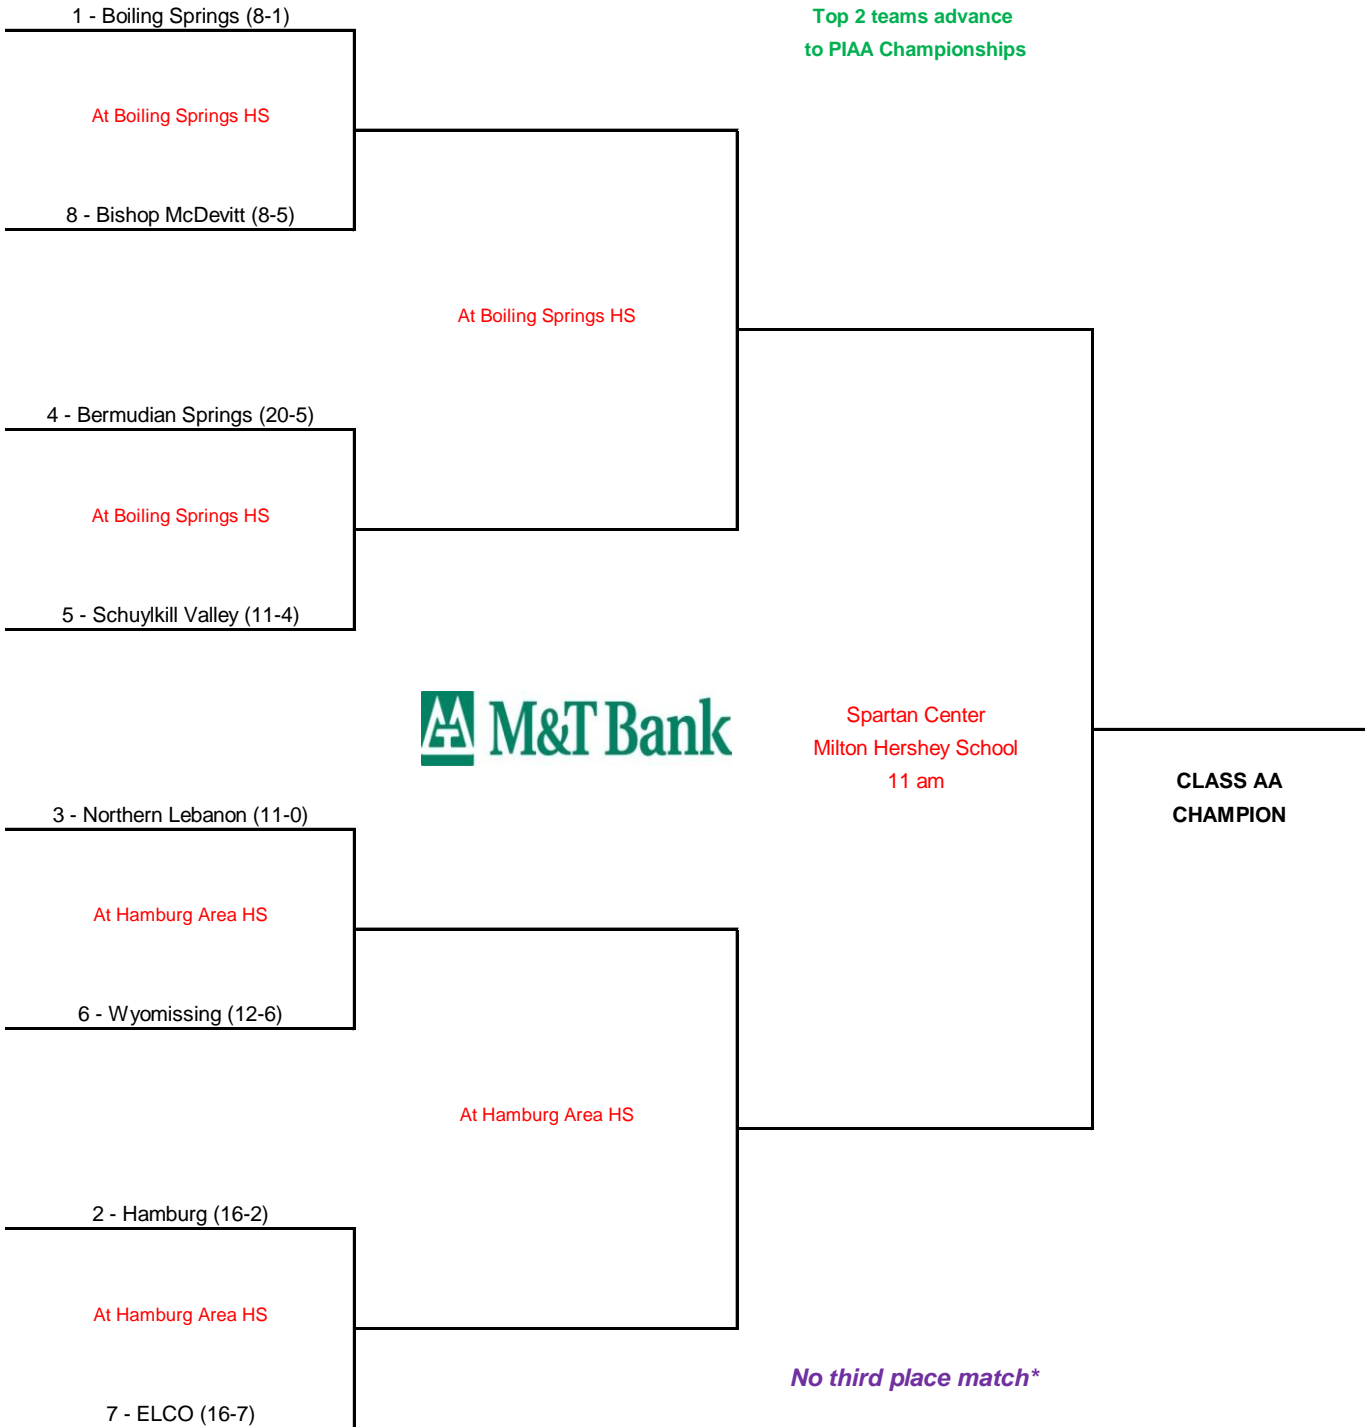 1 - Boiling Springs (8-1)
Top 2 teams advance
to PIAA Championships
At Boiling Springs HS
8 - Bishop McDevitt (8-5)
At Boiling Springs HS
4 - Bermudian Springs (20-5)
At Boiling Springs HS
5 - Schuylkill Valley (11-4)
M&T Bank
Spartan Center
Milton Hershey School
11 am
CLASS AA
CHAMPION
3 - Northern Lebanon (11-0)
At Hamburg Area HS
6 - Wyomissing (12-6)
At Hamburg Area HS
2 - Hamburg (16-2)
At Hamburg Area HS
No third place match*
7 - ELCO (16-7)